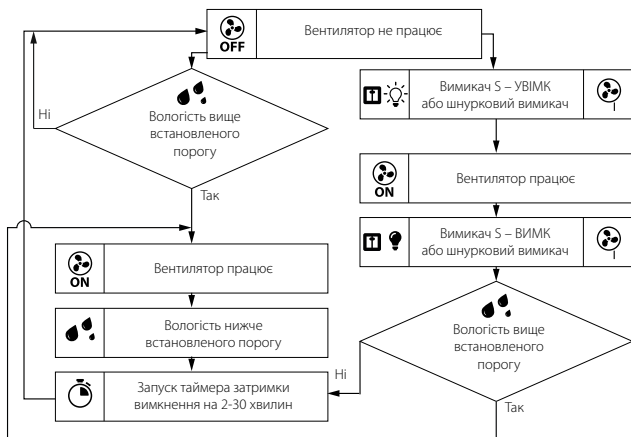 OFF
Вентилятор не працює
Ні
Вологість вище
встановленого
порогу
Так
Вимикач S – УВІМК
або шнурковий вимикач
ON
Вентилятор працює
Вимикач S – ВИМК
або шнурковий вимикач
ON
Вентилятор працює
Вологість нижче
встановленого порогу
Запуск таймера затримки
вимкнення на 2-30 хвилин
Вологість вище
встановленого
порогу
Ні
Так